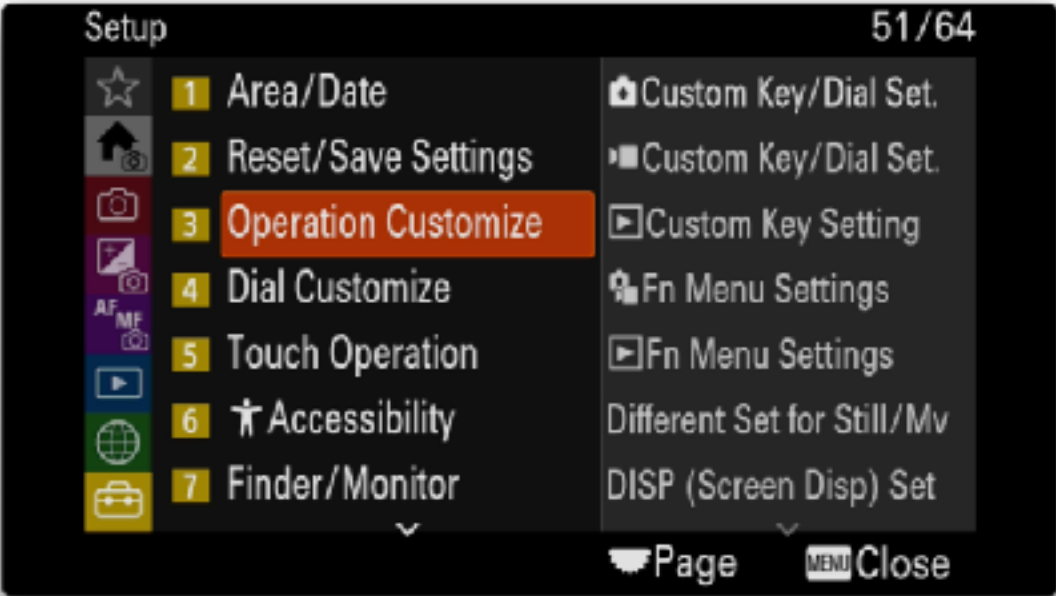 Setup 51/64
1 Area/Date
2 Reset/Save Settings
3 Operation Customize
4 Dial Customize
5 Touch Operation
6 Accessibility
7 Finder/Monitor
AF MF
Custom Key/Dial Set.
Custom Key/Dial Set.
Custom Key Setting
Fn Menu Settings
Fn Menu Settings
Different Set for Still/Mv
DISP (Screen Disp) Set
Page MENU Close